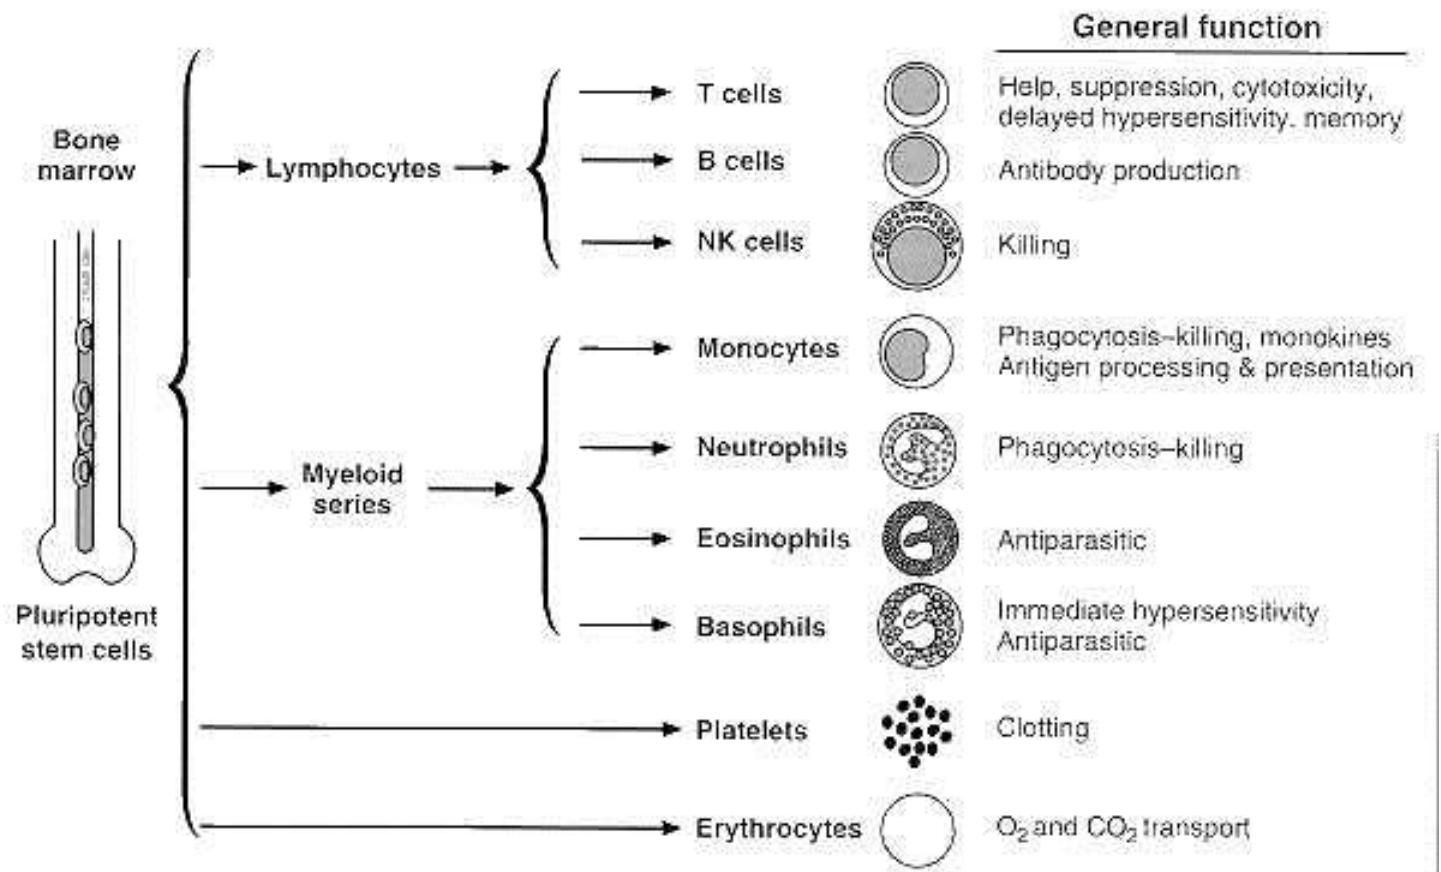 General function
Bone
marrow
Lymphocytes
T cells
Help, suppression, cytotoxicity,
delayed hypersensitivity. memory
B cells
Antibody production
NK cells
Killing
Monocytes
Phagocytosis–killing, monokines
Antigen processing & presentation
Neutrophils
Phagocytosis–killing
Myeloid
series
Eosinophils
Antiparasitic
Pluripotent
stem cells
Basophils
Immediate hypersensitivity
Antiparasitic
Platelets
Clotting
Erythrocytes
O₂ and CO₂ transport